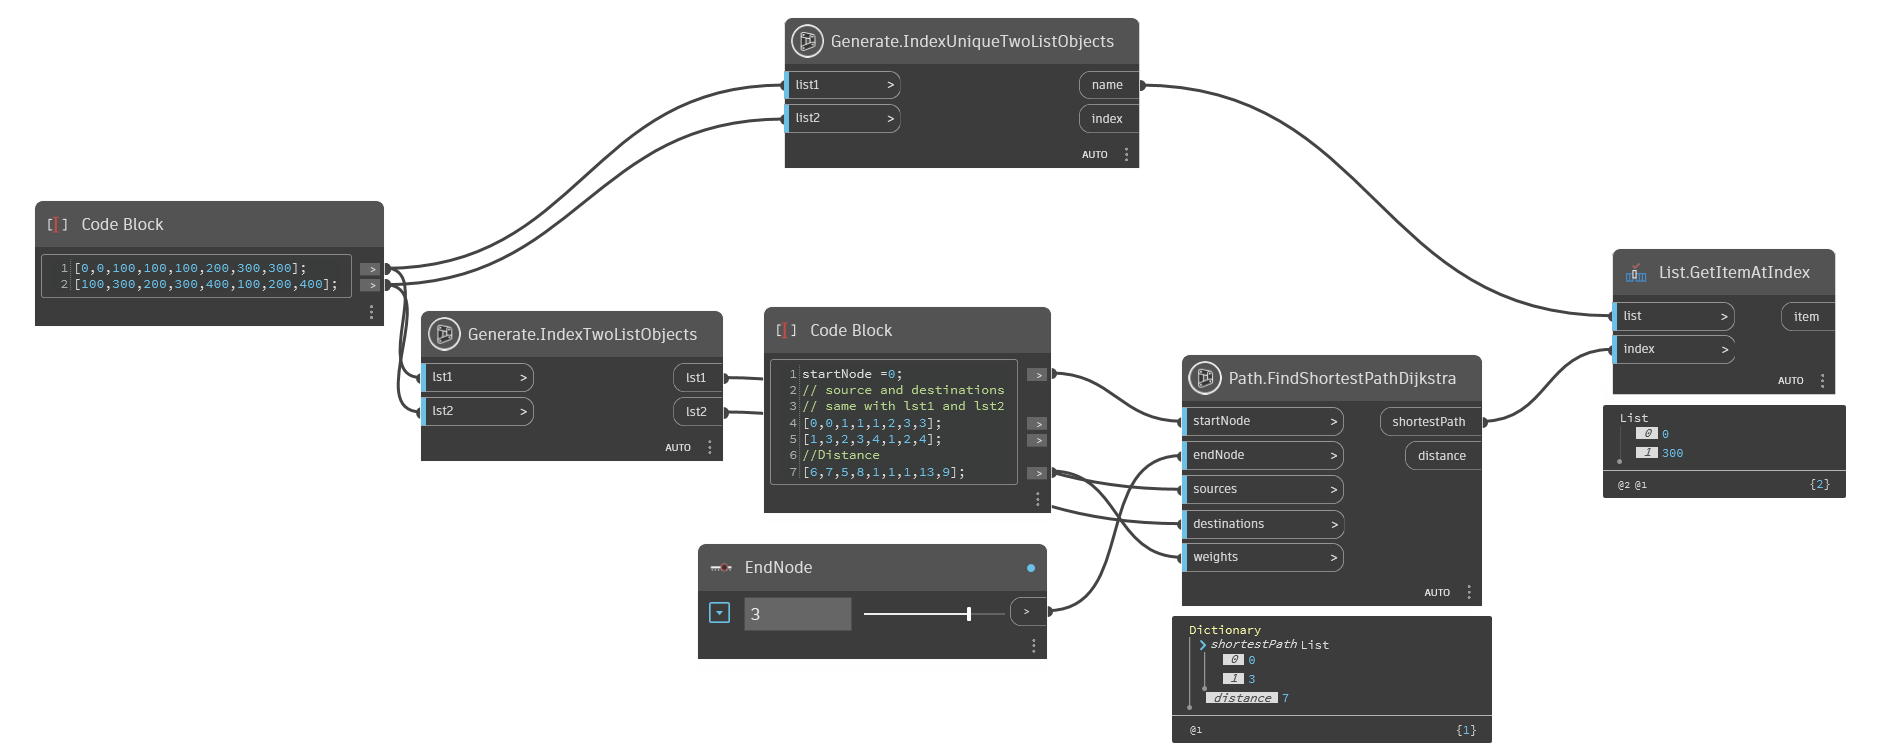 Generate.IndexUniqueTwoListObjects
list1 >
name
list2 >
index
AUTO
Code Block
1 [0,0,100,100,100,200,300,300]; >
2 [100,300,200,300,400,100,200,400]; >
Generate.IndexTwoListObjects
lst1 >
lst1
lst2 >
lst2
AUTO
Code Block
1 startNode =0; >
2 // source and destinations
3 // same with lst1 and lst2
4 [0,0,1,1,1,2,3,3]; >
5 [1,3,2,3,4,1,2,4]; >
6 //Distance
7 [6,7,5,8,1,1,1,13,9]; >
EndNode
3 >
Path.FindShortestPathDijkstra
startNode >
shortestPath
endNode >
distance
sources >
destinations >
weights >
AUTO
Dictionary
shortestPath List
0 0
1 3
distance 7
@1 {1}
List.GetItemAtIndex
list >
item
index >
AUTO
List
0 0
1 300
@2 @1 {2}